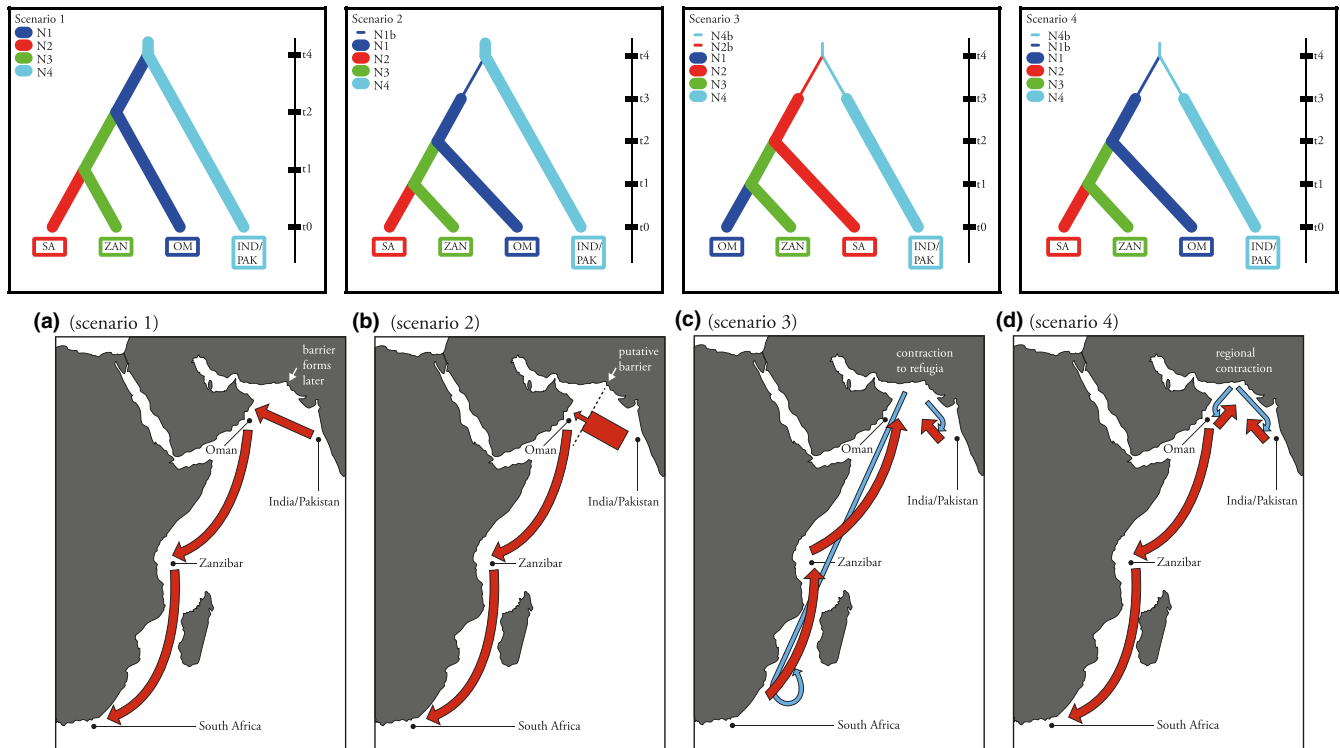 Scenario 1
N1
N2
N3
N4
t4
t2
t1
t0
SA
ZAN
OM
IND/
PAK
Scenario 2
N1b
N1
N2
N3
N4
t4
t3
t2
t1
t0
SA
ZAN
OM
IND/
PAK
Scenario 3
N4b
N2b
N1
N2
N3
N4
t4
t3
t2
t1
t0
OM
ZAN
SA
IND/
PAK
Scenario 4
N4b
N1b
N1
N2
N3
N4
t4
t3
t2
t1
t0
SA
ZAN
OM
IND/
PAK
(a) (scenario 1)
barrier
forms
later
Oman
India/Pakistan
Zanzibar
South Africa
(b) (scenario 2)
putative
barrier
Oman
India/Pakistan
Zanzibar
South Africa
(c) (scenario 3)
contraction
to refugia
Oman
India/Pakistan
Zanzibar
South Africa
(d) (scenario 4)
regional
contraction
Oman
India/Pakistan
Zanzibar
South Africa